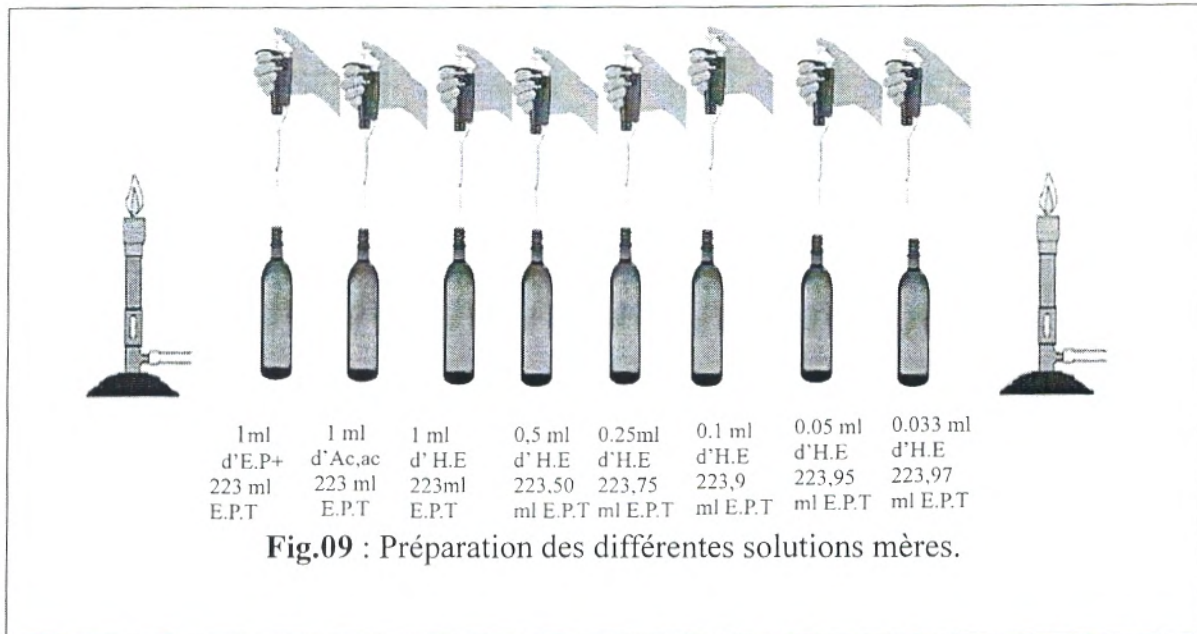 1ml
d'E.P+
223 ml
E.P.T
1 ml
d'Ac,ac
223 ml
E.P.T
1 ml
d' H.E
223ml
E.P.T
0,5 ml
d' H.E
223,50
ml E.P.T
0.25ml
d'H.E
223,75
ml E.P.T
0.1 ml
d'H.E
223,9
ml E.P.T
0.05 ml
d'H.E
223,95
ml E.P.T
0.033 ml
d'H.E
223,97
ml E.P.T
Fig.09 : Préparation des différentes solutions mères.